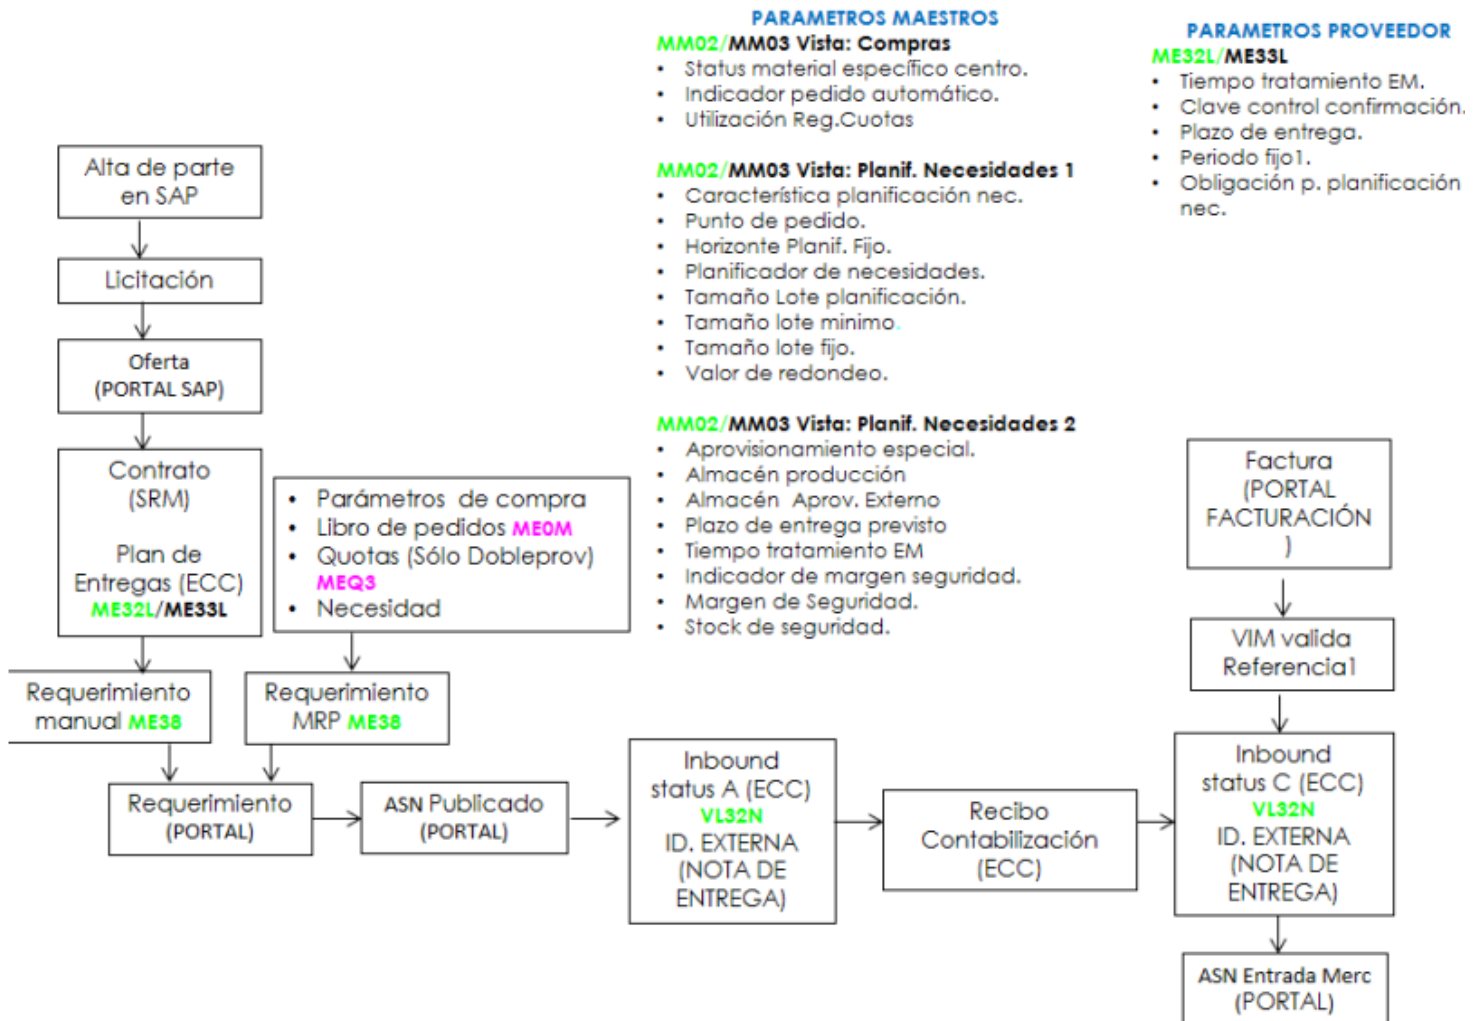 PARAMETROS MAESTROS
MM02/MM03 Vista: Compras
• Status material específico centro.
• Indicador pedido automático.
• Utilización Reg.Cuotas
MM02/MM03 Vista: Planif. Necesidades 1
• Característica planificación nec.
• Punto de pedido.
• Horizonte Planif. Fijo.
• Planificador de necesidades.
• Tamaño Lote planificación.
• Tamaño lote minimo.
• Tamaño lote fijo.
• Valor de redondeo.
MM02/MM03 Vista: Planif. Necesidades 2
• Aprovisionamiento especial.
• Almacén producción
• Almacén Aprov. Externo
• Plazo de entrega previsto
• Tiempo tratamiento EM
• Indicador de margen seguridad.
• Margen de Seguridad.
• Stock de seguridad.
PARAMETROS PROVEEDOR
ME32L/ME33L
• Tiempo tratamiento EM.
• Clave control confirmación.
• Plazo de entrega.
• Periodo fijo1.
• Obligación p. planificación
nec.
Alta de parte
en SAP
Licitación
Oferta
(PORTAL SAP)
Contrato
(SRM)
Plan de
Entregas (ECC)
ME32L/ME33L
• Parámetros de compra
• Libro de pedidos ME0M
• Quotas (Sólo Dobleprov)
MEQ3
• Necesidad
Requerimiento
manual ME38
Requerimiento
MRP ME38
Requerimiento
(PORTAL)
ASN Publicado
(PORTAL)
Inbound
status A (ECC)
VL32N
ID. EXTERNA
(NOTA DE
ENTREGA)
Recibo
Contabilización
(ECC)
Factura
(PORTAL
FACTURACIÓN
)
VIM valida
Referencia1
Inbound
status C (ECC)
VL32N
ID. EXTERNA
(NOTA DE
ENTREGA)
ASN Entrada Merc
(PORTAL)